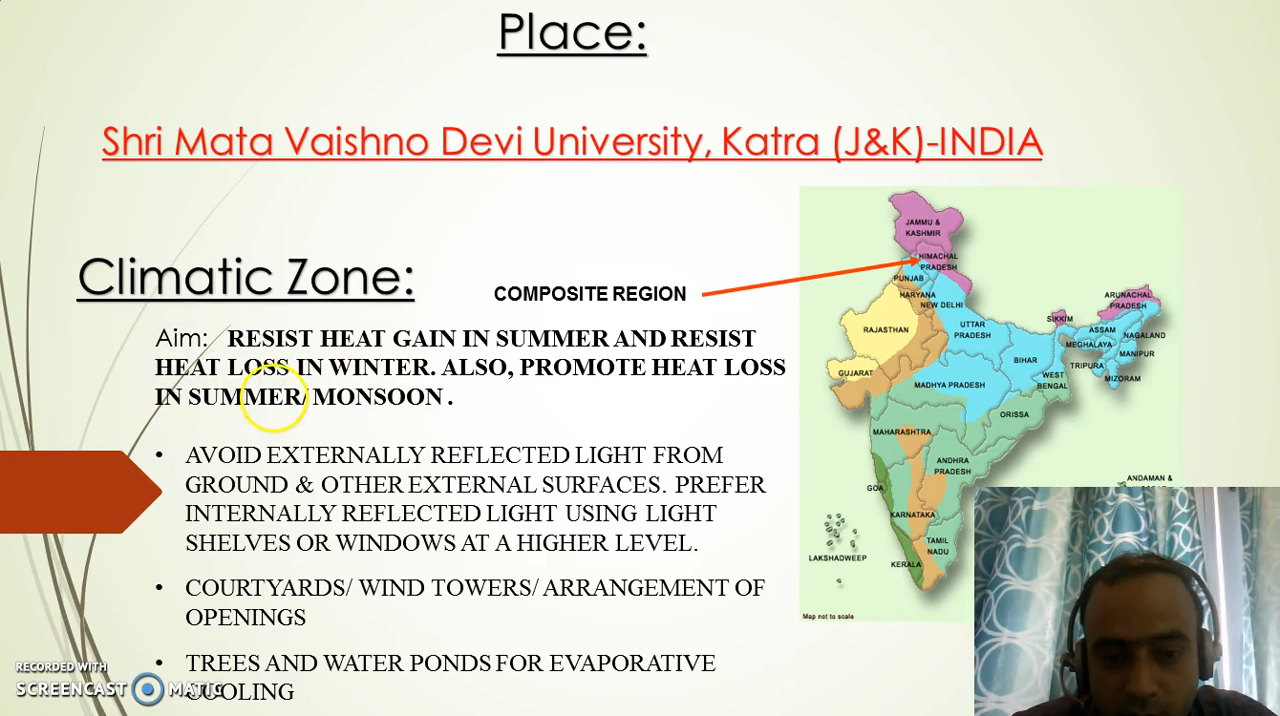 Place:
Shri Mata Vaishno Devi University, Katra (J&K)-INDIA
Climatic Zone:
COMPOSITE REGION
Aim: RESIST HEAT GAIN IN SUMMER AND RESIST
HEAT LOSS IN WINTER. ALSO, PROMOTE HEAT LOSS
IN SUMMER/ MONSOON .
• AVOID EXTERNALLY REFLECTED LIGHT FROM
GROUND & OTHER EXTERNAL SURFACES. PREFER
INTERNALLY REFLECTED LIGHT USING LIGHT
SHELVES OR WINDOWS AT A HIGHER LEVEL.
• COURTYARDS/ WIND TOWERS/ ARRANGEMENT OF
OPENINGS
• TREES AND WATER PONDS FOR EVAPORATIVE
COOLING
JAMMU &
KASHMIR
HIMACHAL
PRADESH
PUNJAB
HARYANA
NEW DELHI
RAJASTHAN
UTTAR
PRADESH
SIKKIM
ARUNACHAL
PRADESH
ASSAM
NAGALAND
MEGHALAYA
MANIPUR
BIHAR
TRIPURA
MIZORAM
GUJARAT
MADHYA PRADESH
WEST
BENGAL
ORISSA
MAHARASHTRA
ANDHRA
PRADESH
GOA
ANDAMAN &
KARNATAKA
TAMIL
NADU
LAKSHADWEEP
KERALA
Map not to scale
RECORDED WITH
SCREENCAST MATIC